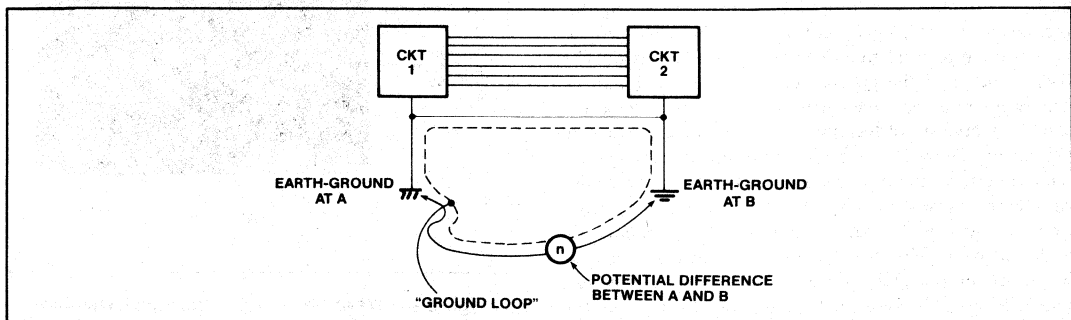 CKT
1
CKT
2
EARTH-GROUND
AT A
EARTH-GROUND
AT B
n
POTENTIAL DIFFERENCE
BETWEEN A AND B
"GROUND LOOP"